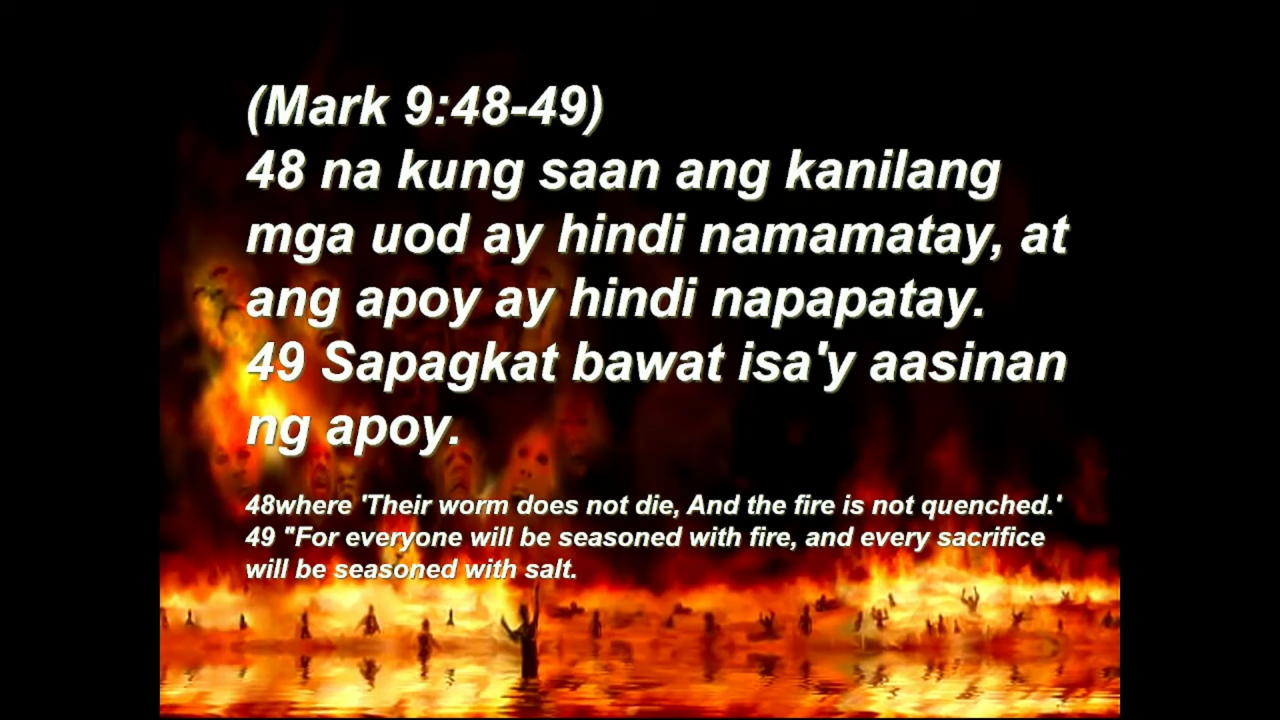 (Mark 9:48-49)
48 na kung saan ang kanilang
mga uod ay hindi namamatay, at
ang apoy ay hindi napapatay.
49 Sapagkat bawat isa'y aasinan
ng apoy.
48where 'Their worm does not die, And the fire is not quenched.'
49 "For everyone will be seasoned with fire, and every sacrifice
will be seasoned with salt.